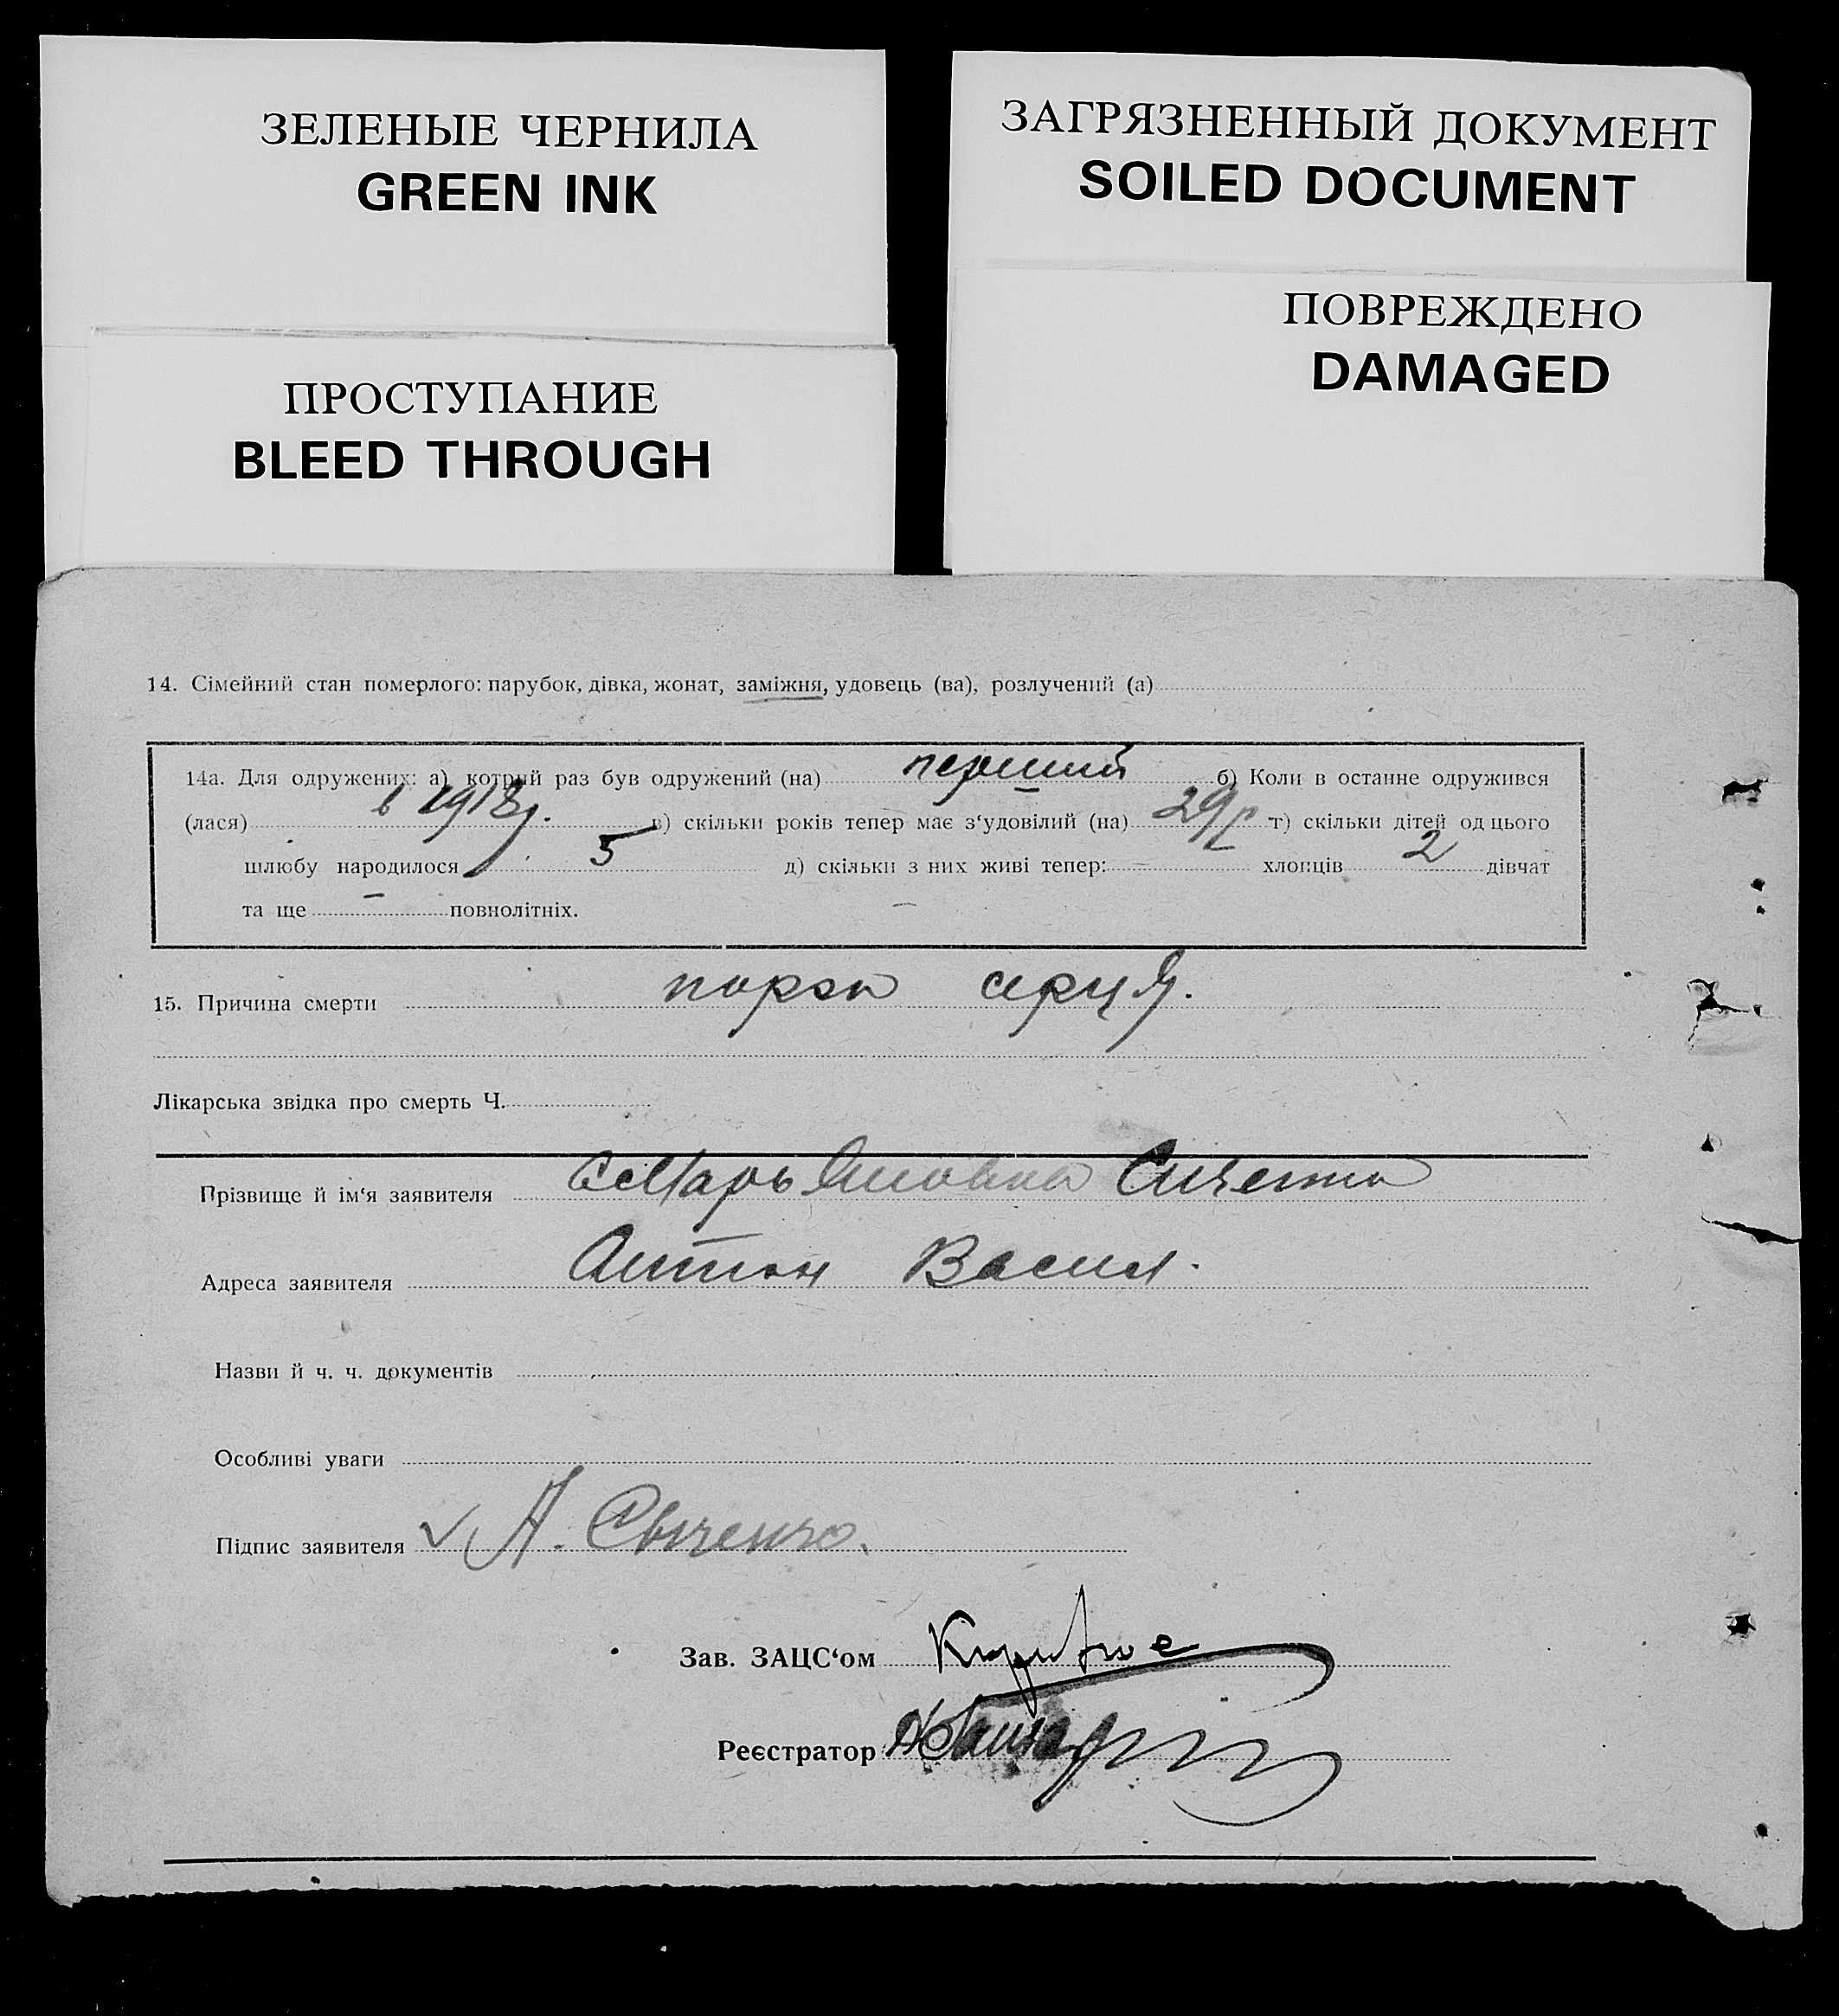 ЗЕЛЕНЫЕ ЧЕРНИЛА
GREEN INK
ЗАГРЯЗНЕННЫЙ ДОКУМЕНТ
SOILED DOCUMENT
ПРОСТУПАНИЕ
BLEED THROUGH
ПОВРЕЖДЕНО
DAMAGED
14. Сімейний стан померлого: парубок, дівка, жонат, заміжня, удовець (ва), розлучений (а)
14а. Для одружених: а) котрий раз був одружений (на) перший б) Коли в останне одружився
(лася) в 1918 в) скільки років тепер має з'удовілий (на) 29 г) скільки дітей од цього
шлюбу народилося 5 д) скільки з них живі тепер: — хлопців 2 дівчат
та ще — повнолітніх.
15. Причина смерти порок серця.
Лікарська звідка про смерть Ч.
Прізвище й ім'я заявителя
Адреса заявителя Антон Васил.
Назви й ч. ч. документів
Особливі уваги
Підпис заявителя А.
Зав. ЗАЦС'ом
Реєстратор